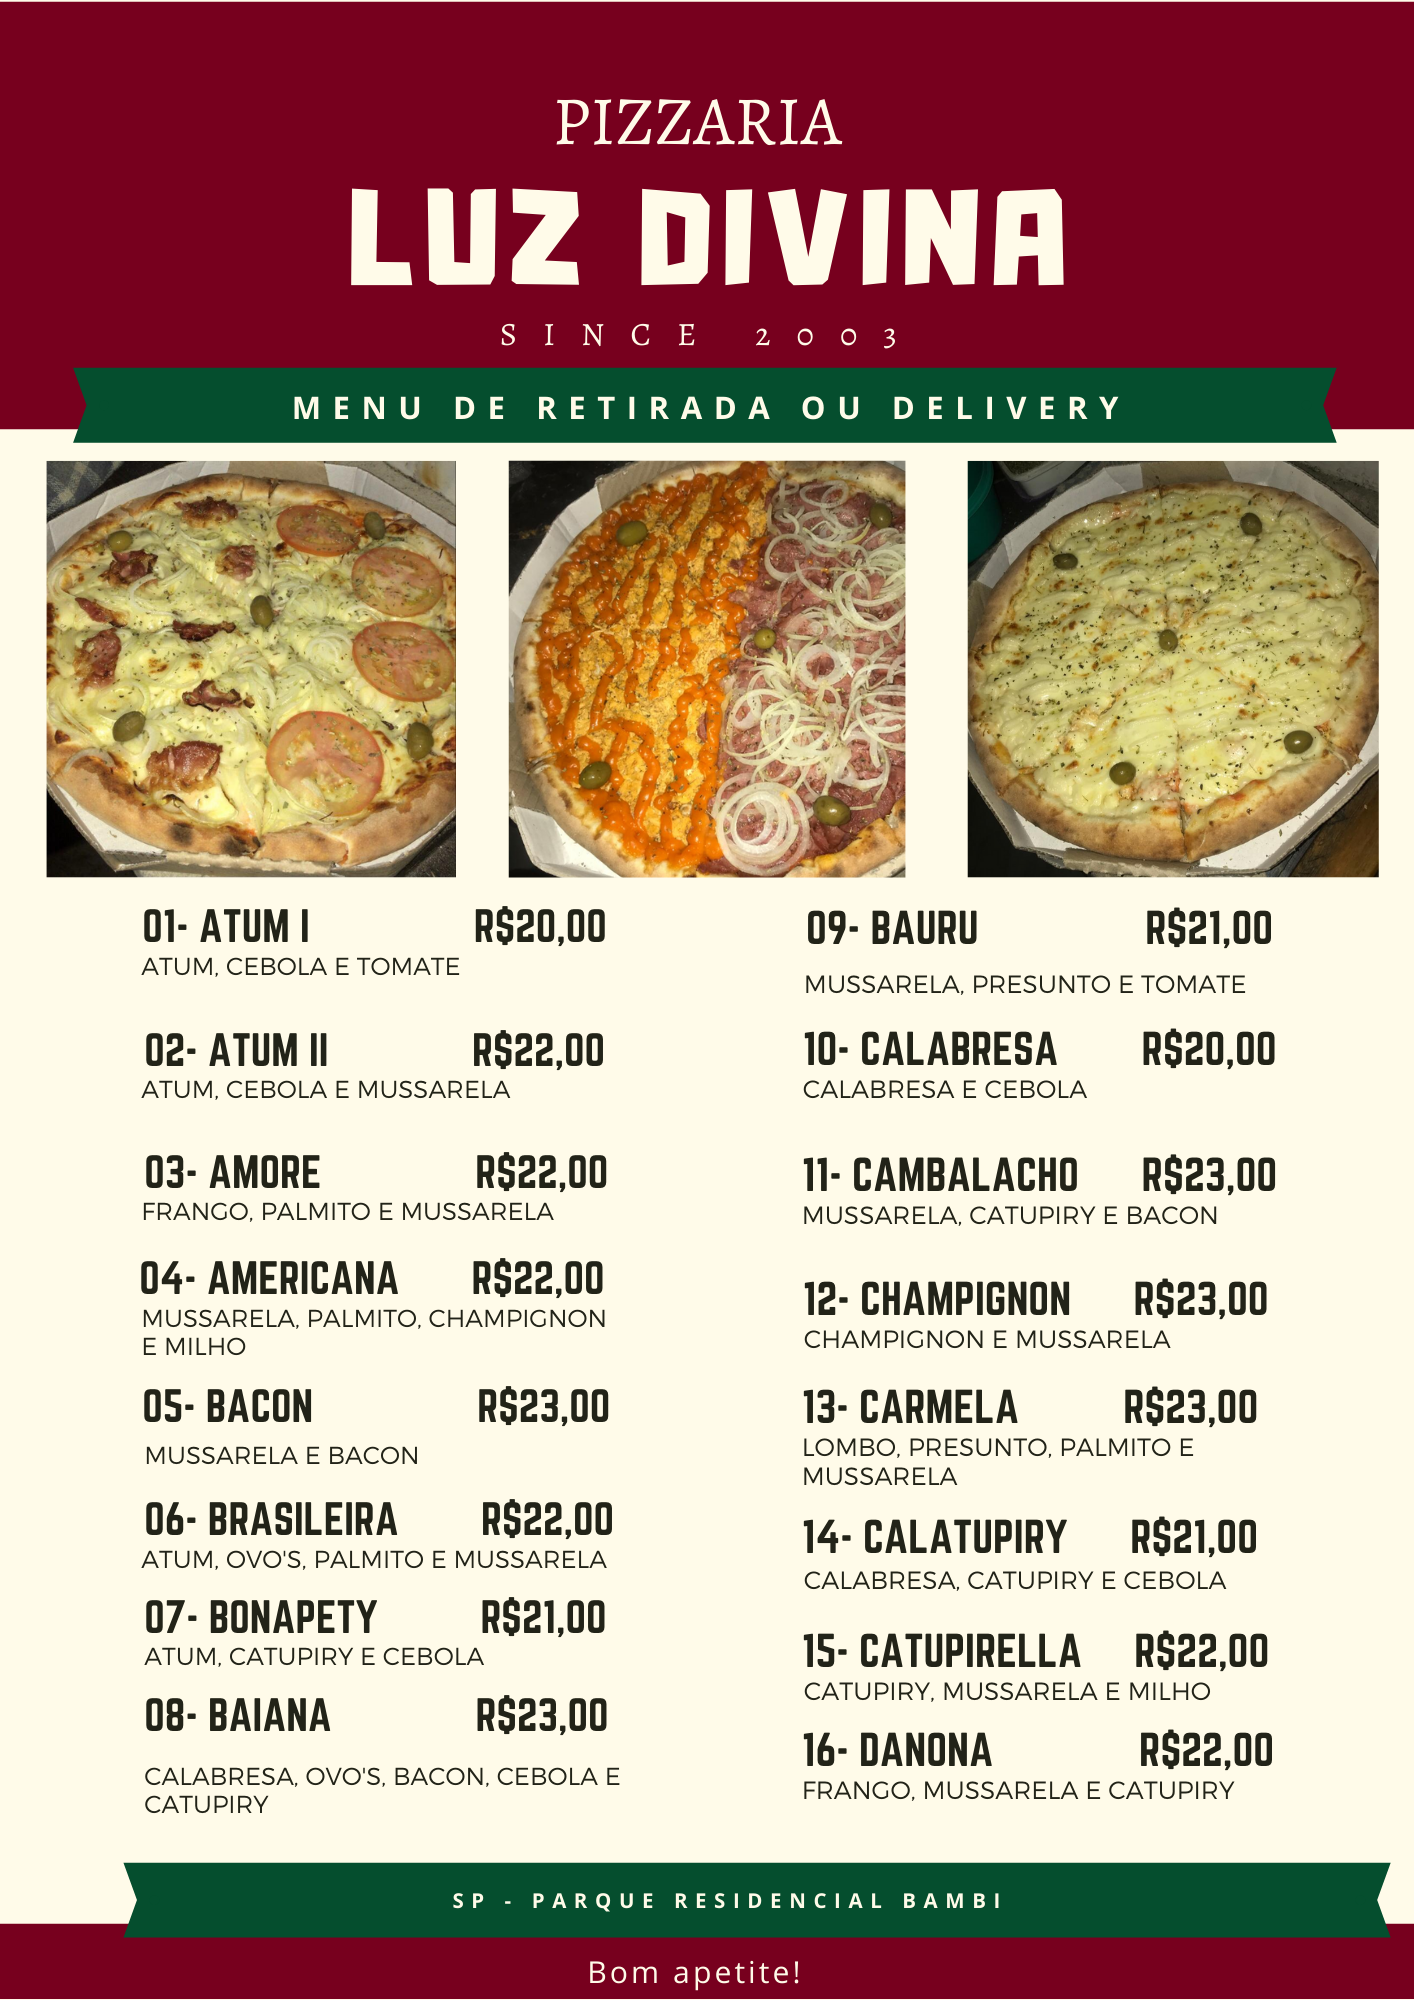 PIZZARIA
LUZ DIVINA
SINCE 2003
MENU DE RETIRADA OU DELIVERY
01- ATUM I R$20,00
ATUM, CEBOLA E TOMATE
02- ATUM II R$22,00
ATUM, CEBOLA E MUSSARELA
03- AMORE R$22,00
FRANGO, PALMITO E MUSSARELA
04- AMERICANA R$22,00
MUSSARELA, PALMITO, CHAMPIGNON
E MILHO
05- BACON R$23,00
MUSSARELA E BACON
06- BRASILEIRA R$22,00
ATUM, OVO'S, PALMITO E MUSSARELA
07- BONAPETY R$21,00
ATUM, CATUPIRY E CEBOLA
08- BAIANA R$23,00
CALABRESA, OVO'S, BACON, CEBOLA E
CATUPIRY
09- BAURU R$21,00
MUSSARELA, PRESUNTO E TOMATE
10- CALABRESA R$20,00
CALABRESA E CEBOLA
11- CAMBALACHO R$23,00
MUSSARELA, CATUPIRY E BACON
12- CHAMPIGNON R$23,00
CHAMPIGNON E MUSSARELA
13- CARMELA R$23,00
LOMBO, PRESUNTO, PALMITO E
MUSSARELA
14- CALATUPIRY R$21,00
CALABRESA, CATUPIRY E CEBOLA
15- CATUPIRELLA R$22,00
CATUPIRY, MUSSARELA E MILHO
16- DANONA R$22,00
FRANGO, MUSSARELA E CATUPIRY
SP - PARQUE RESIDENCIAL BAMBI
Bom apetite!